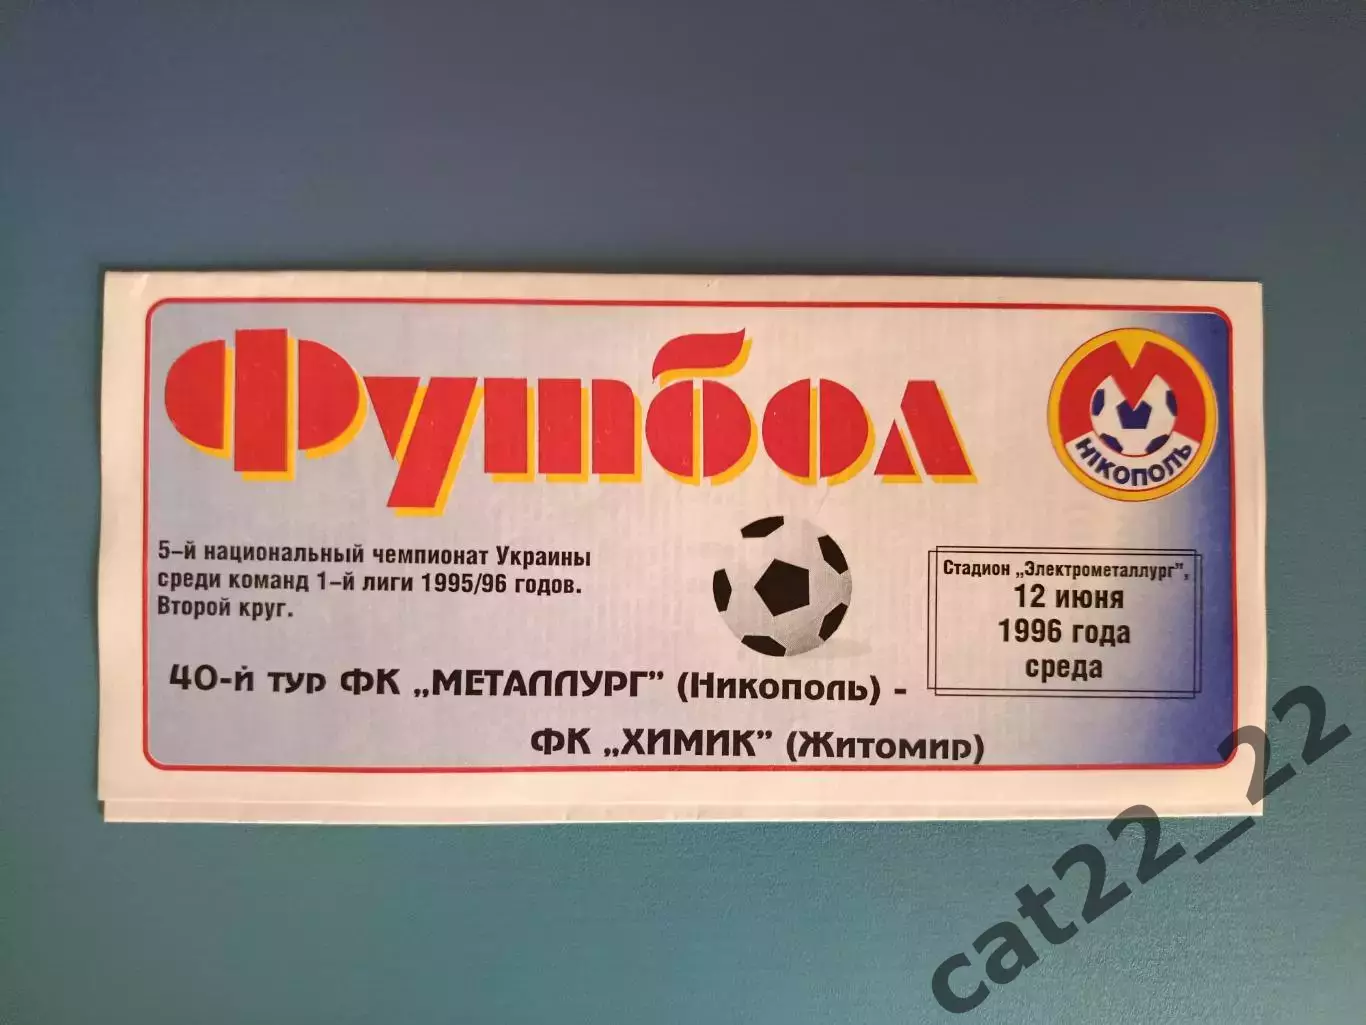 Футбол
М
НІКОПОЛЬ
5-й национальный чемпионат Украины
среди команд 1-й лиги 1995/96 годов.
Второй круг.
Стадион „Электрометаллург”,
12 июня
1996 года
среда
40-й тур ФК „МЕТАЛЛУРГ” (Никополь) -
ФК „ХИМИК” (Житомир)
cat22_22